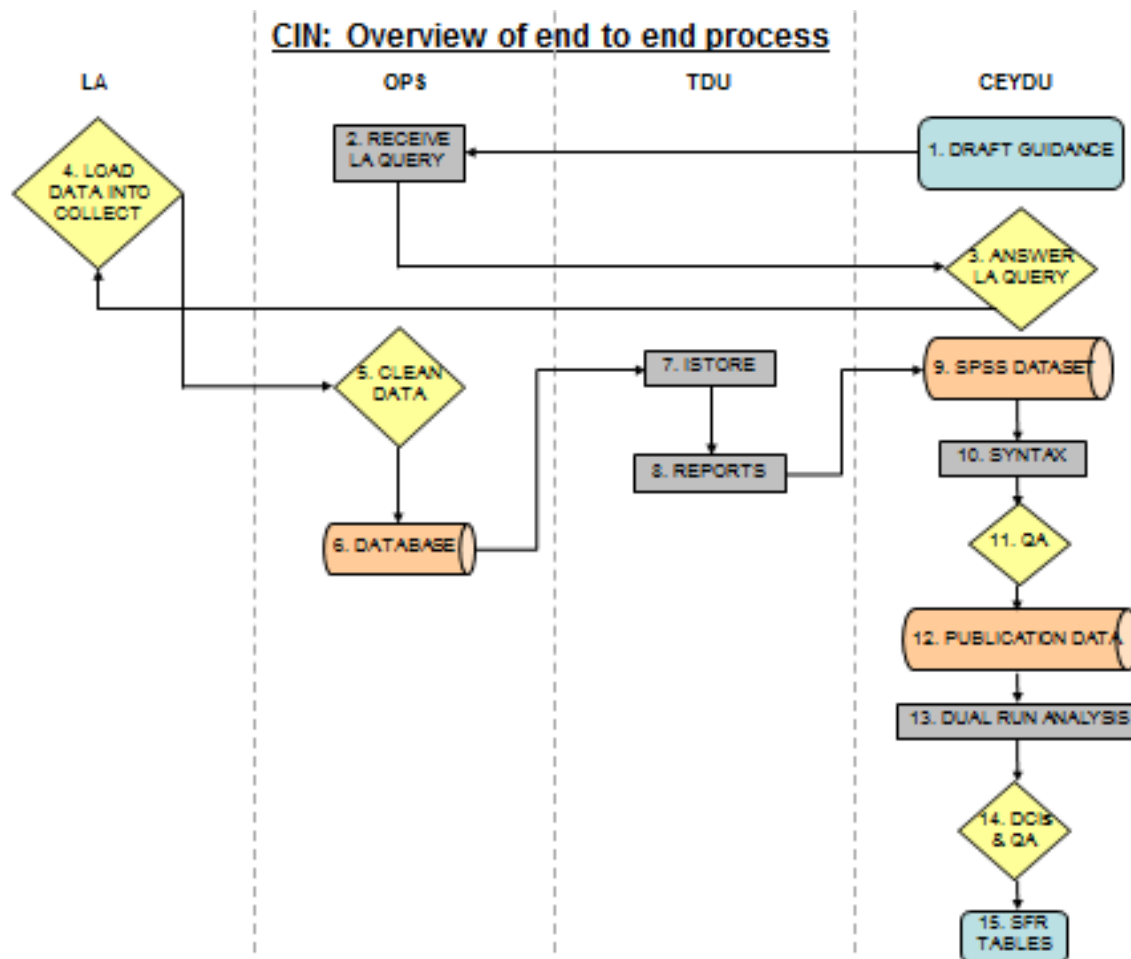 CIN: Overview of end to end process
LA
OPS
TDU
CEYDU
1. DRAFT GUIDANCE
2. RECEIVE
LA QUERY
3. ANSWER
LA QUERY
4. LOAD
DATA INTO
COLLECT
5. CLEAN
DATA
6. DATABASE
7. ISTORE
8. REPORTS
9. SPSS DATASET
10. SYNTAX
11. QA
12. PUBLICATION DATA
13. DUAL RUN ANALYSIS
14. DCIs
& QA
15. SFR
TABLES